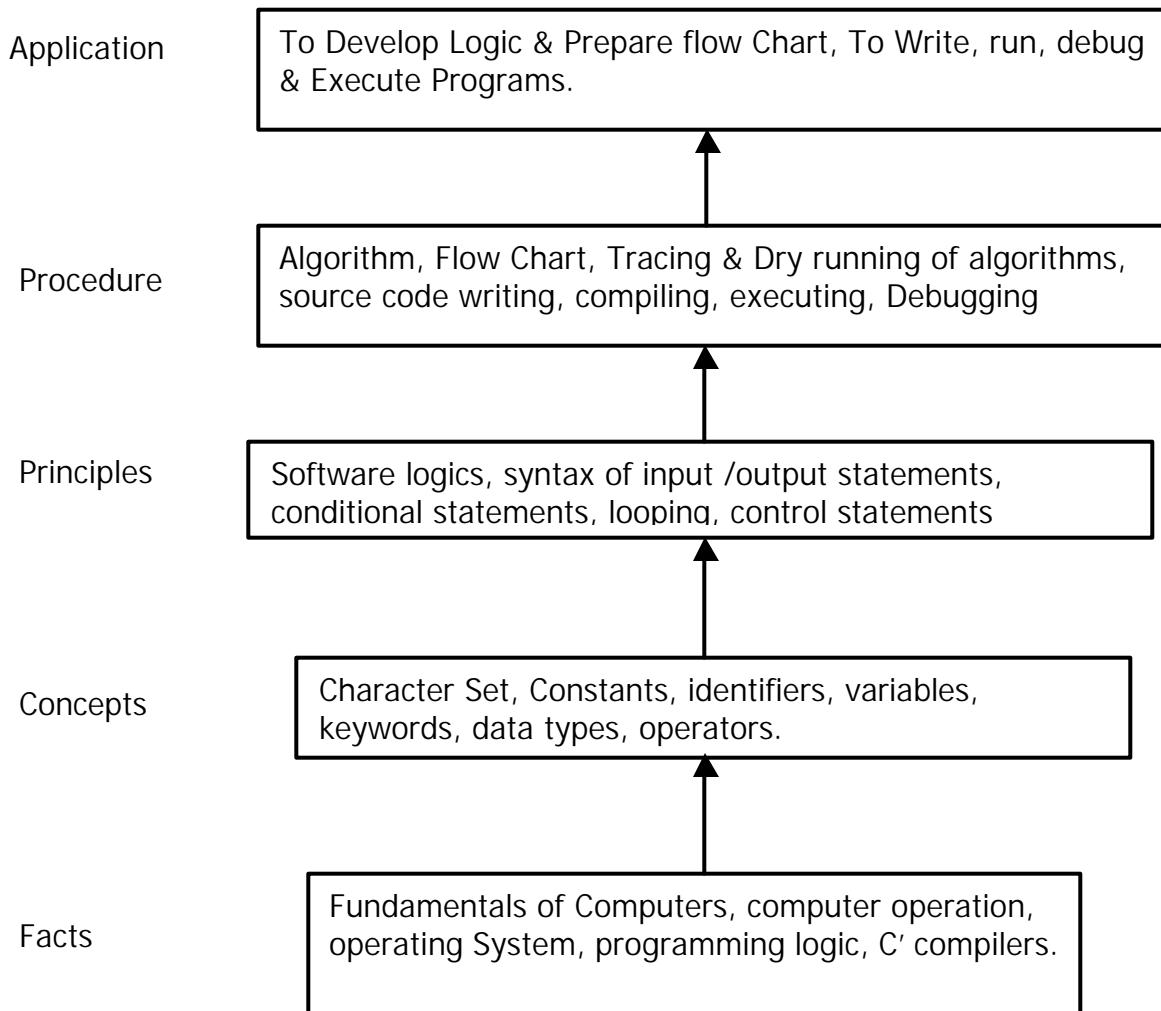 Application
To Develop Logic & Prepare flow Chart, To Write, run, debug
& Execute Programs.
Procedure
Algorithm, Flow Chart, Tracing & Dry running of algorithms,
source code writing, compiling, executing, Debugging
Principles
Software logics, syntax of input /output statements,
conditional statements, looping, control statements
Concepts
Character Set, Constants, identifiers, variables,
keywords, data types, operators.
Facts
Fundamentals of Computers, computer operation,
operating System, programming logic, C’ compilers.